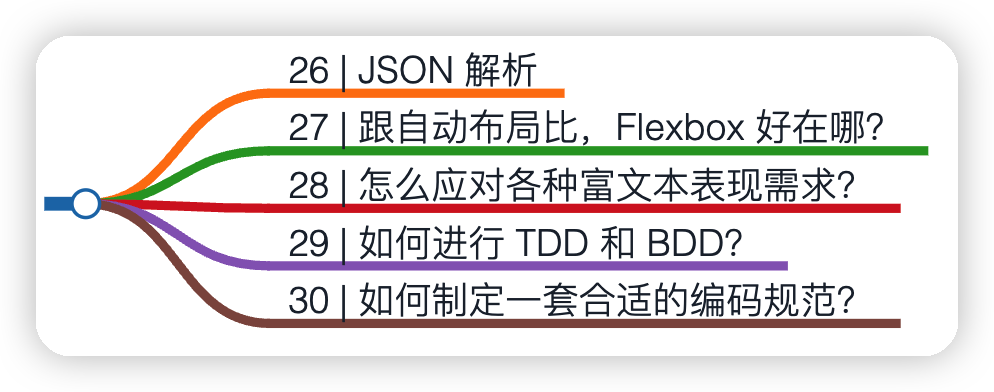 26 | JSON 解析
27 | 跟自动布局比，Flexbox 好在哪？
28 | 怎么应对各种富文本表现需求？
29 | 如何进行 TDD 和 BDD？
30 | 如何制定一套合适的编码规范？